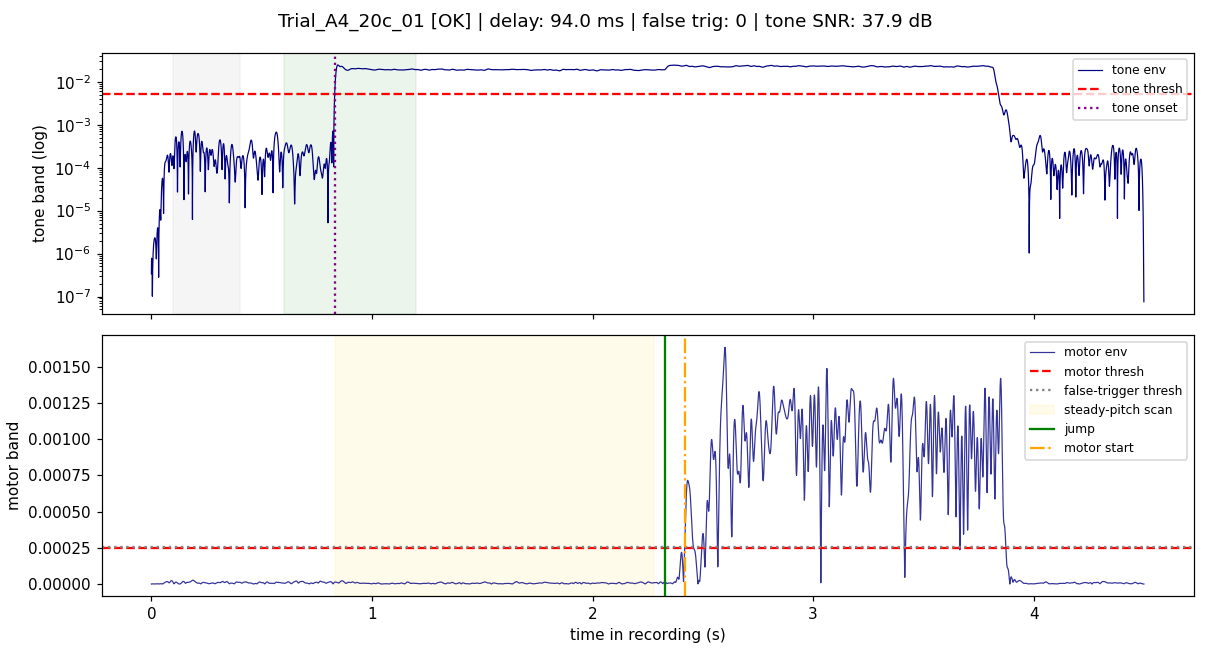 Trial_A4_20c_01 [OK] | delay: 94.0 ms | false trig: 0 | tone SNR: 37.9 dB
tone band (log)
10⁻²
10⁻³
10⁻⁴
10⁻⁵
10⁻⁶
10⁻⁷
tone env
tone thresh
tone onset
motor band
0.00150
0.00125
0.00100
0.00075
0.00050
0.00025
0.00000
motor env
motor thresh
false-trigger thresh
steady-pitch scan
jump
motor start
0 1 2 3 4
time in recording (s)